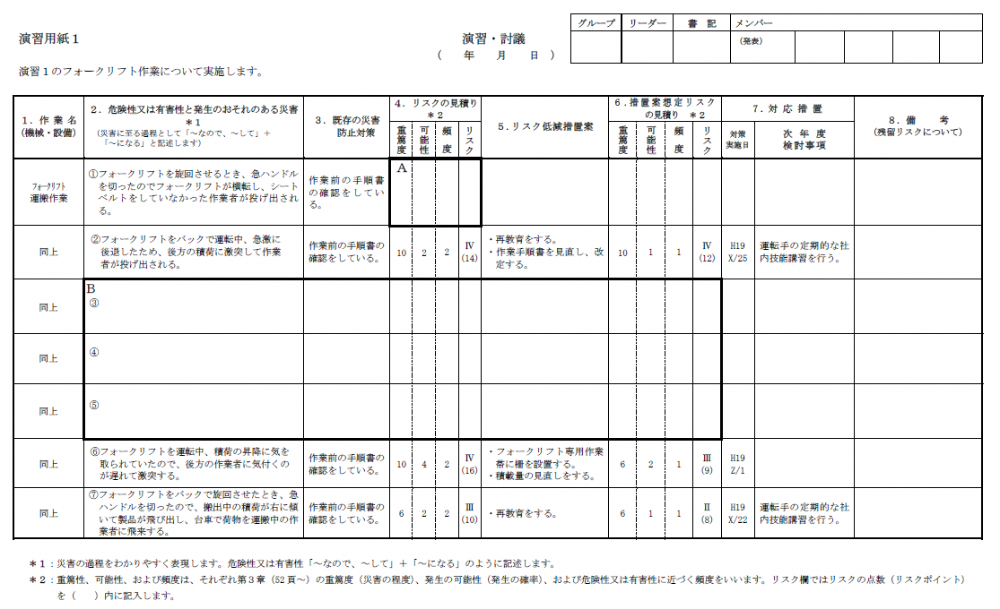 グループ リーダー 書 記 メンバー
(発表)
演習用紙１
演習・討議
( 年 月 日 )
演習１のフォークリフト作業について実施します。
１．作 業 名
(機械・設備)
２．危険性又は有害性と発生のおそれのある災害
＊１
(災害に至る過程として「～なので、～して」＋
「～になる」と記述します)
３．既存の災害
防止対策
４．リスクの見積り
＊２
重篤度 可能性 頻度 リスク
５．リスク低減措置案
６.措置案想定リスク
の見積り ＊２
重篤度 可能性 頻度 リスク
７．対 応 措 置
対策
実施日
次 年 度
検討事項
８．備 考
(残留リスクについて)
ﾌｫｰｸﾘﾌﾄ
運搬作業
①フォークリフトを旋回させるとき、急ハンドル
を切ったのでフォークリフトが横転し、シート
ベルトをしていなかった作業者が投げ出され
る。
作業前の手順書
の確認をしてい
る。
A
同上
②フォークリフトをバックで運転中、急激に
後退したため、後方の積荷に激突して作業
者が投げ出される。
作業前の手順書の
確認をしている。
10 2 2 Ⅳ
(14)
・再教育をする。
・作業手順書を見直し、改
定する。
10 1 1 Ⅳ
(12)
H19
X/25
運転手の定期的な社
内技能講習を行う。
B
同上 ③
同上 ④
同上 ⑤
同上
⑥フォークリフトを運転中、積荷の昇降に気を
取られていたので、後方の作業者に気付くの
が遅れて激突する。
作業前の手順書の
確認をしている。
10 4 2 Ⅳ
(16)
・フォークリフト専用作業
帯に柵を設置する。
・積載量の見直しをする。
6 2 1 Ⅲ
(9)
H19
Z/1
同上
⑦フォークリフトをバックで旋回させたとき、急
ハンドルを切ったので、搬出中の積荷が右に傾
いて製品が飛び出し、台車で荷物を運搬中の作
業者に飛来する。
作業前の手順書の
確認をしている。
6 2 2 Ⅲ
(10)
・再教育をする。
6 1 1 Ⅱ
(8)
H19
X/22
運転手の定期的な社
内技能講習を行う。
＊１：災害の過程をわかりやすく表現します。危険性又は有害性「～なので、～して」＋「～になる」のように記述します。
＊２：重篤性、可能性、および頻度は、それぞれ第３章（52 頁～）の重篤度（災害の程度）、発生の可能性（発生の確率）、および危険性又は有害性に近づく頻度をいいます。リスク欄ではリスクの点数（リスクポイント）
を（ ）内に記入します。